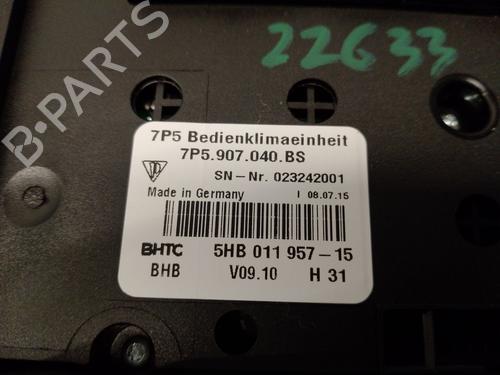 22633
B-PARTS
7P5 Bedienklimaeinheit
7P5.907.040.BS
SN-Nr. 023242001
Made in Germany I 08.07.15
BHTC 5HB 011 957-15
BHB V09.10 H 31